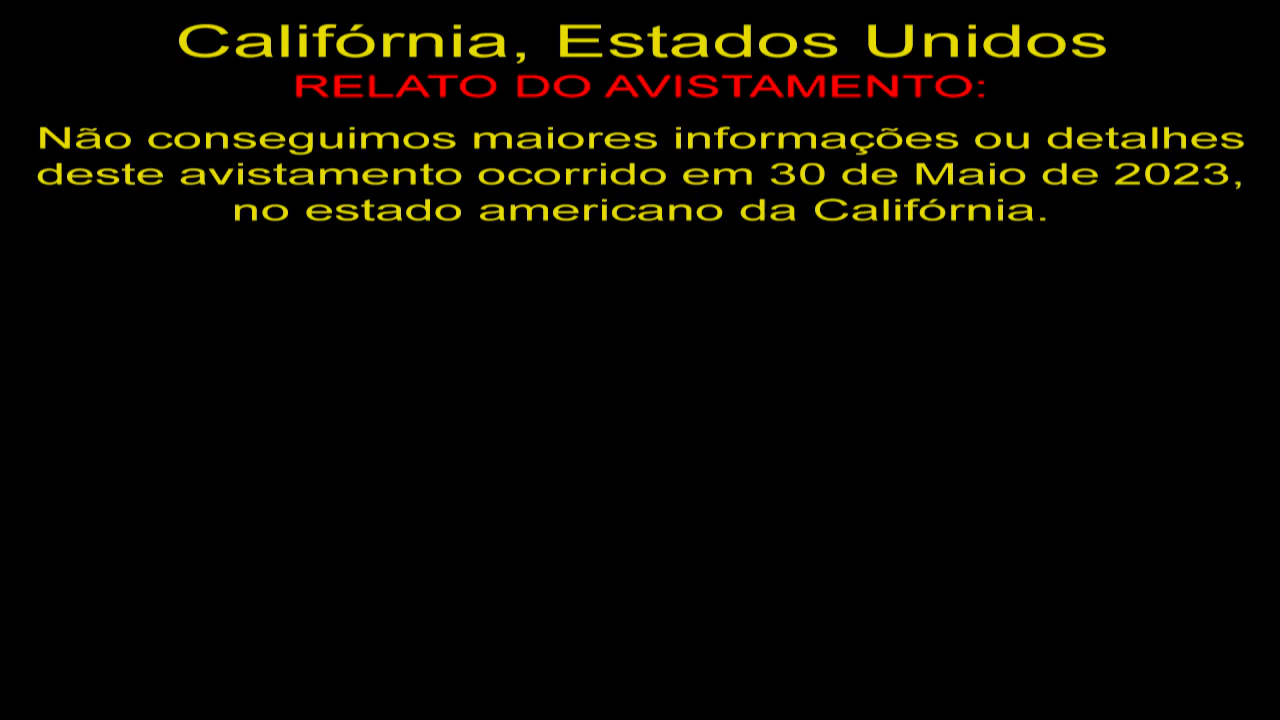 Califórnia, Estados Unidos
RELATO DO AVISTAMENTO:
Não conseguimos maiores informações ou detalhes
deste avistamento ocorrido em 30 de Maio de 2023,
no estado americano da Califórnia.